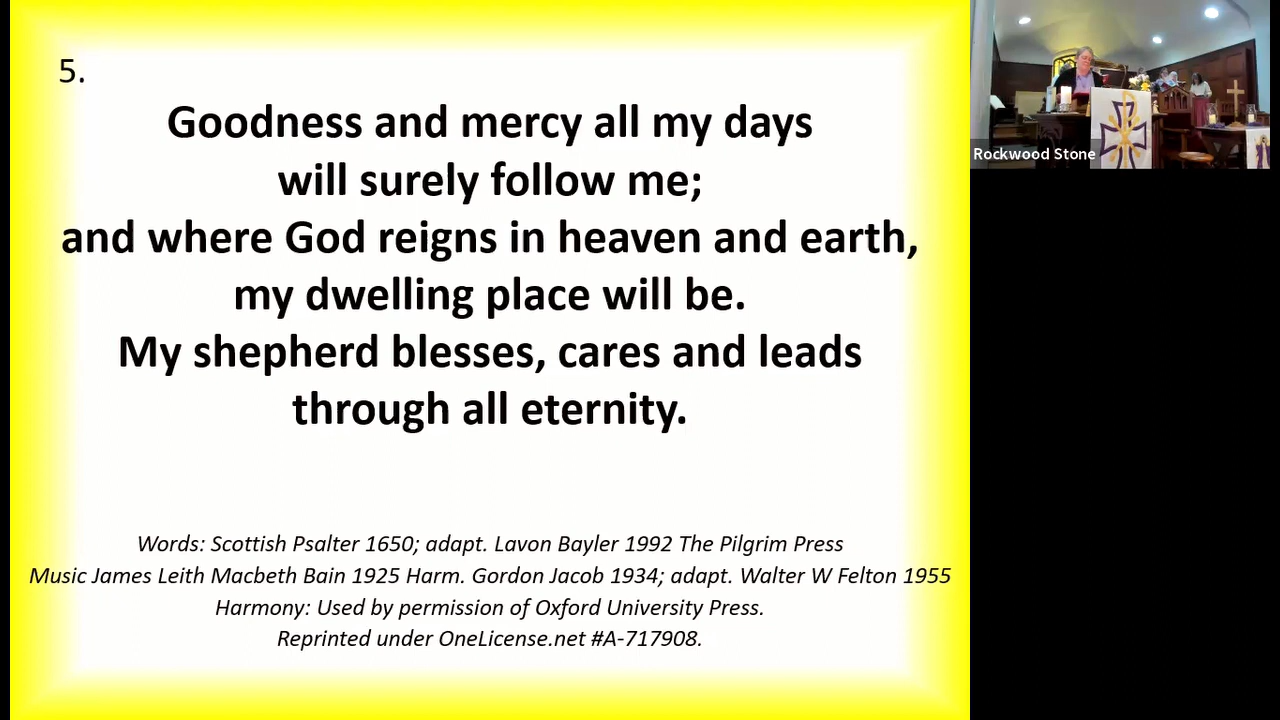 5.
Goodness and mercy all my days
will surely follow me;
and where God reigns in heaven and earth,
my dwelling place will be.
My shepherd blesses, cares and leads
through all eternity.
Words: Scottish Psalter 1650; adapt. Lavon Bayler 1992 The Pilgrim Press
Music James Leith Macbeth Bain 1925 Harm. Gordon Jacob 1934; adapt. Walter W Felton 1955
Harmony: Used by permission of Oxford University Press.
Reprinted under OneLicense.net #A-717908.
Rockwood Stone